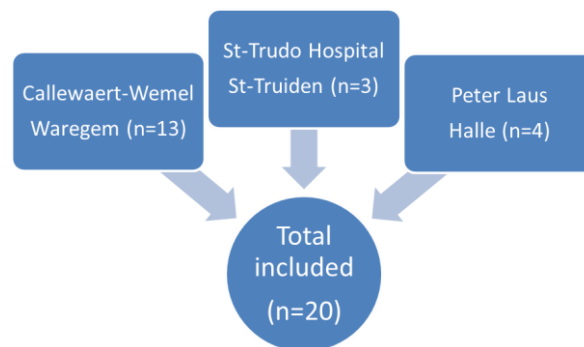 Callewaert-Wemel
Waregem (n=13)
St-Trudo Hospital
St-Truiden (n=3)
Peter Laus
Halle (n=4)
Total
included
(n=20)